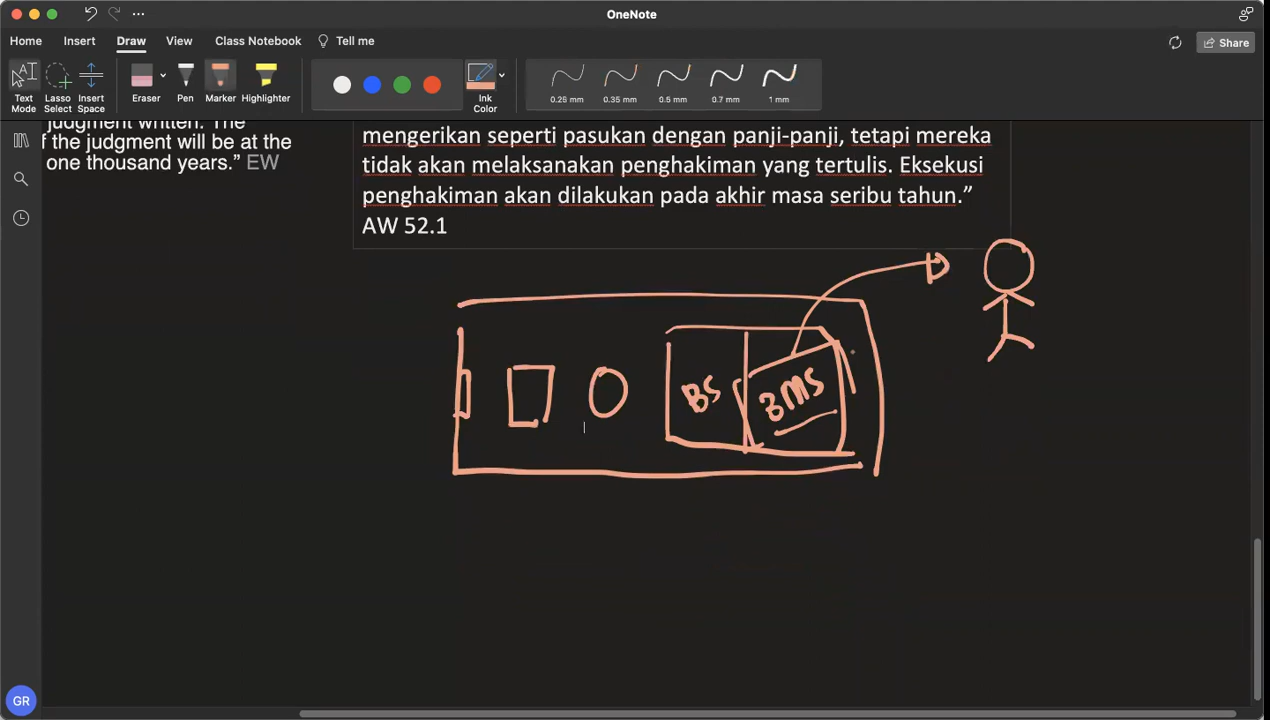 OneNote
Home Insert Draw View Class Notebook Tell me
Share
Text Mode
Lasso Select
Insert Space
Eraser
Pen
Marker
Highlighter
Ink Color
0.25 mm
0.35 mm
0.5 mm
0.7 mm
1 mm
judgment written. The
f the judgment will be at the
one thousand years.” EW
mengerikan seperti pasukan dengan panji-panji, tetapi mereka
tidak akan melaksanakan penghakiman yang tertulis. Eksekusi
penghakiman akan dilakukan pada akhir masa seribu tahun.”
AW 52.1
BS
BMS
GR